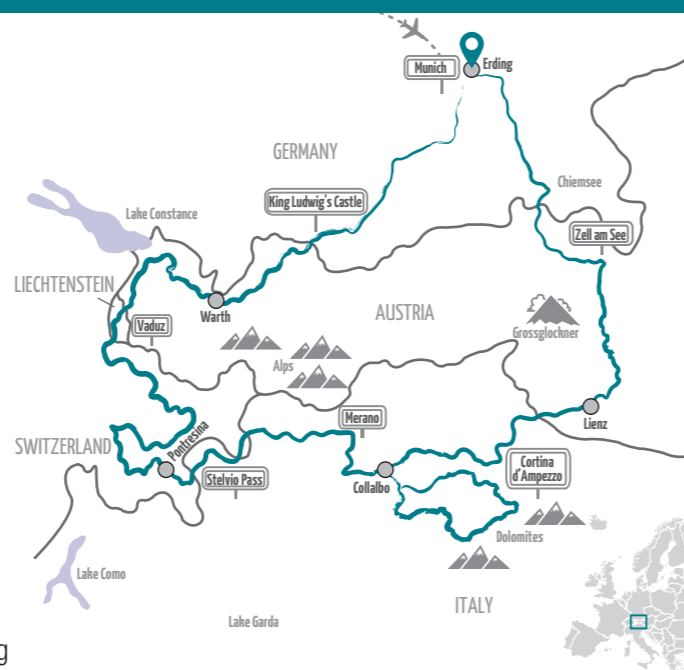 Munich
Erding
GERMANY
Chiemsee
King Ludwig's Castle
Lake Constance
Zell am See
LIECHTENSTEIN
Warth
AUSTRIA
Vaduz
Grossglockner
Alps
Merano
Lienz
SWITZERLAND
Pontresina
Stelvio Pass
Collalbo
Cortina
d'Ampezzo
Dolomites
Lake Como
ITALY
Lake Garda
g